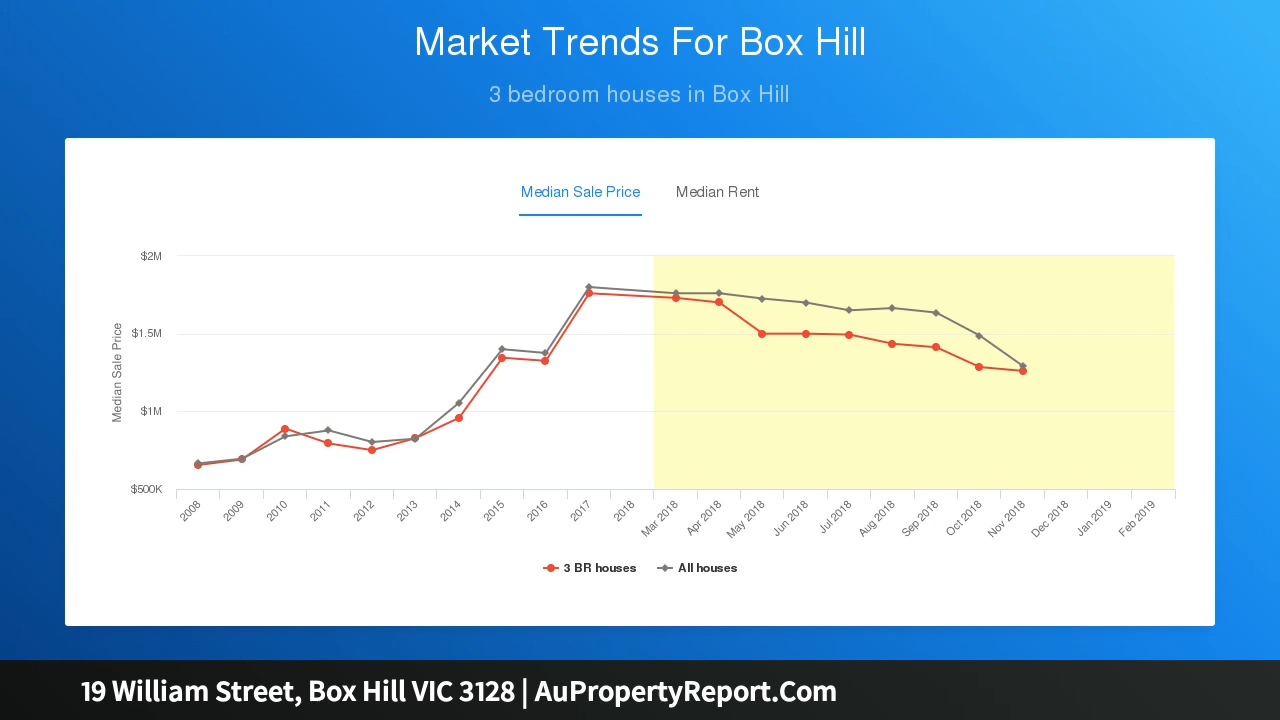 Market Trends For Box Hill
3 bedroom houses in Box Hill
Median Sale Price Median Rent
Median Sale Price
$2M
$1.5M
$1M
$500K
2008 2009 2010 2011 2012 2013 2014 2015 2016 2017 2018 Mar 2018 Apr 2018 May 2018 Jun 2018 Jul 2018 Aug 2018 Sep 2018 Oct 2018 Nov 2018 Dec 2018 Jan 2019 Feb 2019
3 BR houses All houses
19 William Street, Box Hill VIC 3128 | AuPropertyReport.Com